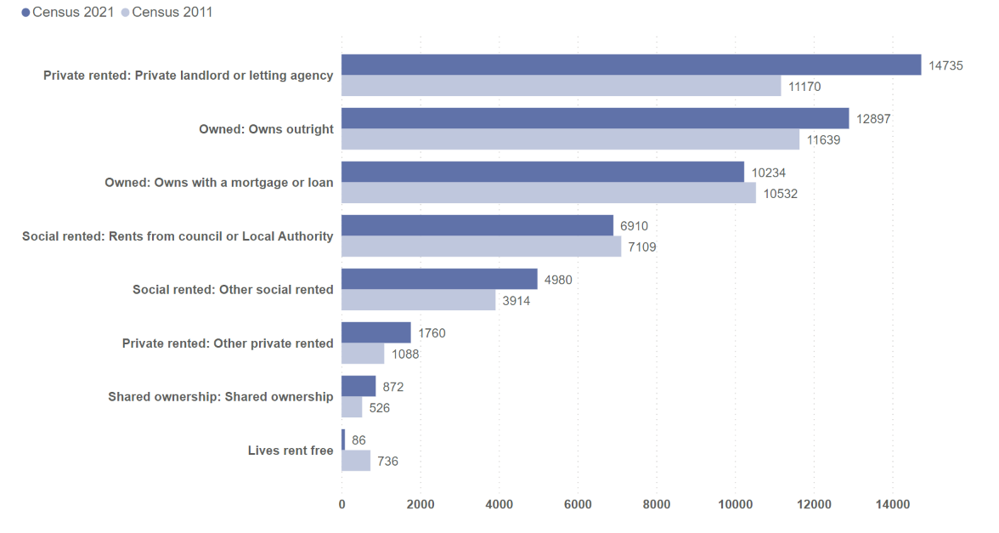 Census 2021 Census 2011
Private rented: Private landlord or letting agency
14735
11170
Owned: Owns outright
12897
11639
Owned: Owns with a mortgage or loan
10234
10532
Social rented: Rents from council or Local Authority
6910
7109
Social rented: Other social rented
4980
3914
Private rented: Other private rented
1760
1088
Shared ownership: Shared ownership
872
526
Lives rent free
86
736
0 2000 4000 6000 8000 10000 12000 14000